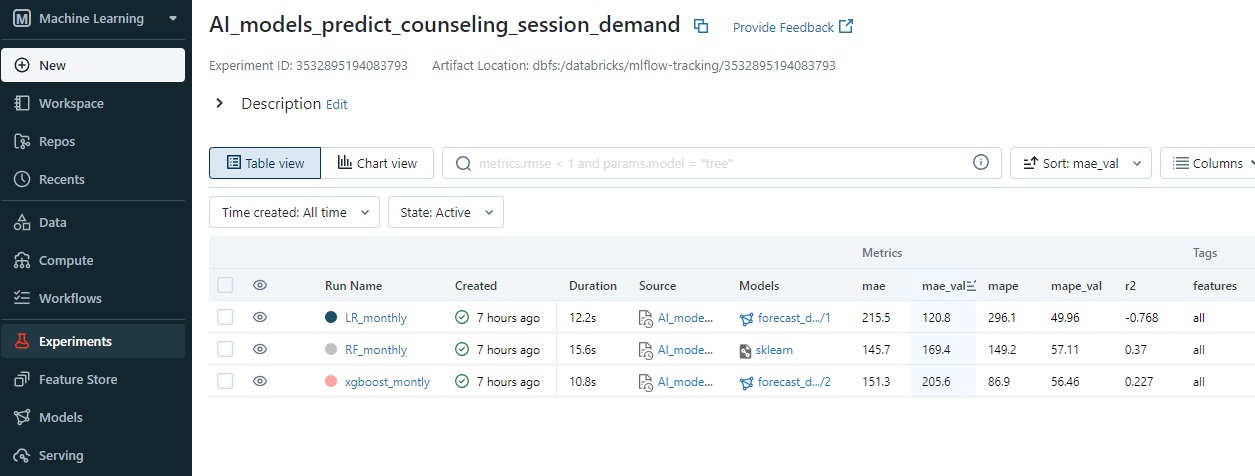 Machine Learning
New
Workspace
Repos
Recents
Data
Compute
Workflows
Experiments
Feature Store
Models
Serving
AI_models_predict_counseling_session_demand
Provide Feedback
Experiment ID: 3532895194083793 Artifact Location: dbfs:/databricks/mlflow-tracking/3532895194083793
Description Edit
Table view Chart view metrics.rmse < 1 and params.model = "tree" Sort: mae_val Columns
Time created: All time State: Active
Metrics Tags
Run Name Created Duration Source Models mae mae_val mape mape_val r2 features
LR_monthly 7 hours ago 12.2s AI_mode... forecast_d.../1 215.5 120.8 296.1 49.96 -0.768 all
RF_monthly 7 hours ago 15.6s AI_mode... sklearn 145.7 169.4 149.2 57.11 0.37 all
xgboost_montly 7 hours ago 10.8s AI_mode... forecast_d.../2 151.3 205.6 86.9 56.46 0.227 all